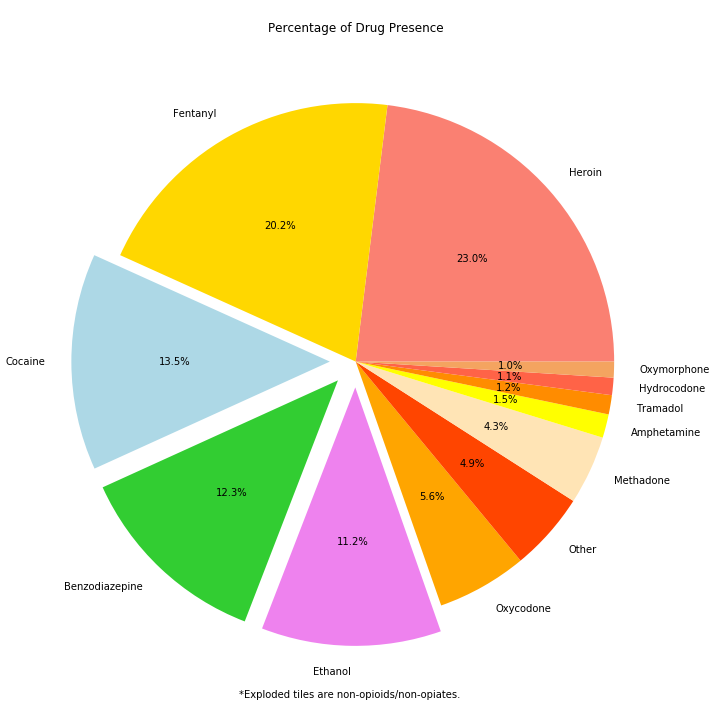 Percentage of Drug Presence
Fentanyl
Heroin
20.2%
23.0%
Cocaine
13.5%
1.0%
Oxymorphone
1.1%
Hydrocodone
1.2%
Tramadol
1.5%
Amphetamine
4.3%
Methadone
4.9%
Other
5.6%
Oxycodone
12.3%
Benzodiazepine
11.2%
Ethanol
*Exploded tiles are non-opioids/non-opiates.